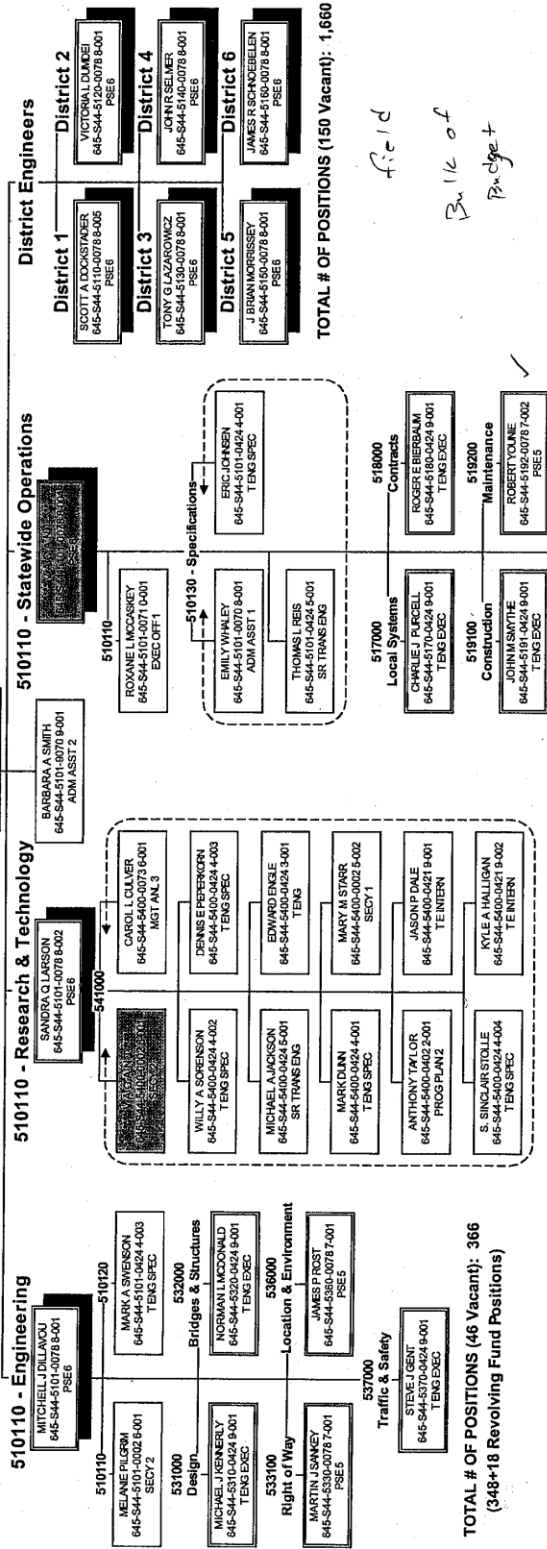 510110 - Engineering
MITCHELL J DILLAVOU
645-S44-5101-0078 8-001
PSE6
510110
MELANIE PILGRIM
645-S44-5101-0002 6-001
SECY 2
510120
MARK A SWENSON
645-S44-5101-0424 4-003
T ENG SPEC
531000
Design
MICHAEL J KENNERLY
645-S44-5310-0424 9-001
T ENG EXEC
532000
Bridges & Structures
NORMAN L MCDONALD
645-S44-5320-0424 9-001
T ENG EXEC
533100
Right of Way
MARTIN J SANKEY
645-S44-5330-0078 7-001
PSE5
536000
Location & Environment
JAMES P ROST
645-S44-5360-0078 7-001
PSE5
537000
Traffic & Safety
STEVE J GENT
645-S44-5370-0424 9-001
T ENG EXEC
TOTAL # OF POSITIONS (46 Vacant): 366
(348+18 Revolving Fund Positions)
510110 - Research & Technology
SANDRA Q LARSON
645-S44-5101-0078 8-002
PSE6
541000
CAROL L CULVER
645-S44-5400-0073 6-001
MGT ANL 3
WILLY A SORENSON
645-S44-5400-0424 4-002
T ENG SPEC
DENNIS E PEPERKORN
645-S44-5400-0424 4-003
T ENG SPEC
MICHAEL A JACKSON
645-S44-5400-0424 5-001
SR TRANS ENG
EDWARD ENGLE
645-S44-5400-0424 3-001
T ENG
MARK DUNN
645-S44-5400-0424 4-001
T ENG SPEC
MARY M STARR
645-S44-5400-0002 5-002
SECY 1
ANTHONY TAYLOR
645-S44-5400-0402 2-001
PROG PLAN 2
JASON P DALE
645-S44-5400-0421 9-001
TE INTERN
S. SINCLAIR STOLLE
645-S44-5400-0424 4-004
T ENG SPEC
KYLE A HALLIGAN
645-S44-5400-0421 9-002
TE INTERN
BARBARA A SMITH
645-S44-5101-9070 9-001
ADM ASST 2
510110 - Statewide Operations
510110
ROXANE L MCCASKEY
645-S44-5101-0071 0-001
EXEC OFF 1
510130 - Specifications
EMILY WHALEY
645-S44-5101-0070 8-001
ADM ASST 1
ERIC JOHNSEN
645-S44-5101-0424 4-001
T ENG SPEC
THOMAS L REIS
645-S44-5101-0424 5-001
SR TRANS ENG
517000
Local Systems
CHARLIE J PURCELL
645-S44-5170-0424 9-001
T ENG EXEC
518000
Contracts
ROGER E BIERBAUM
645-S44-5180-0424 9-001
T ENG EXEC
519100
Construction
JOHN M SMYTHE
645-S44-5191-0424 9-001
T ENG EXEC
519200
Maintenance
ROBERT YOUNIE
645-S44-5192-0078 7-002
PSE5
District Engineers
District 1
SCOTT A DOCKSTADER
645-S44-5110-0078 8-005
PSE6
District 2
VICTORIA L DUMDEI
645-S44-5120-0078 8-001
PSE6
District 3
TONY G LAZAROWICZ
645-S44-5130-0078 8-001
PSE6
District 4
JOHN R SELMER
645-S44-5140-0078 8-001
PSE6
District 5
J BRIAN MORRISSEY
645-S44-5150-0078 8-001
PSE6
District 6
JAMES R SCHNOEBELEN
645-S44-5160-0078 8-001
PSE6
TOTAL # OF POSITIONS (150 Vacant): 1,660
field
Bulk of
Budget